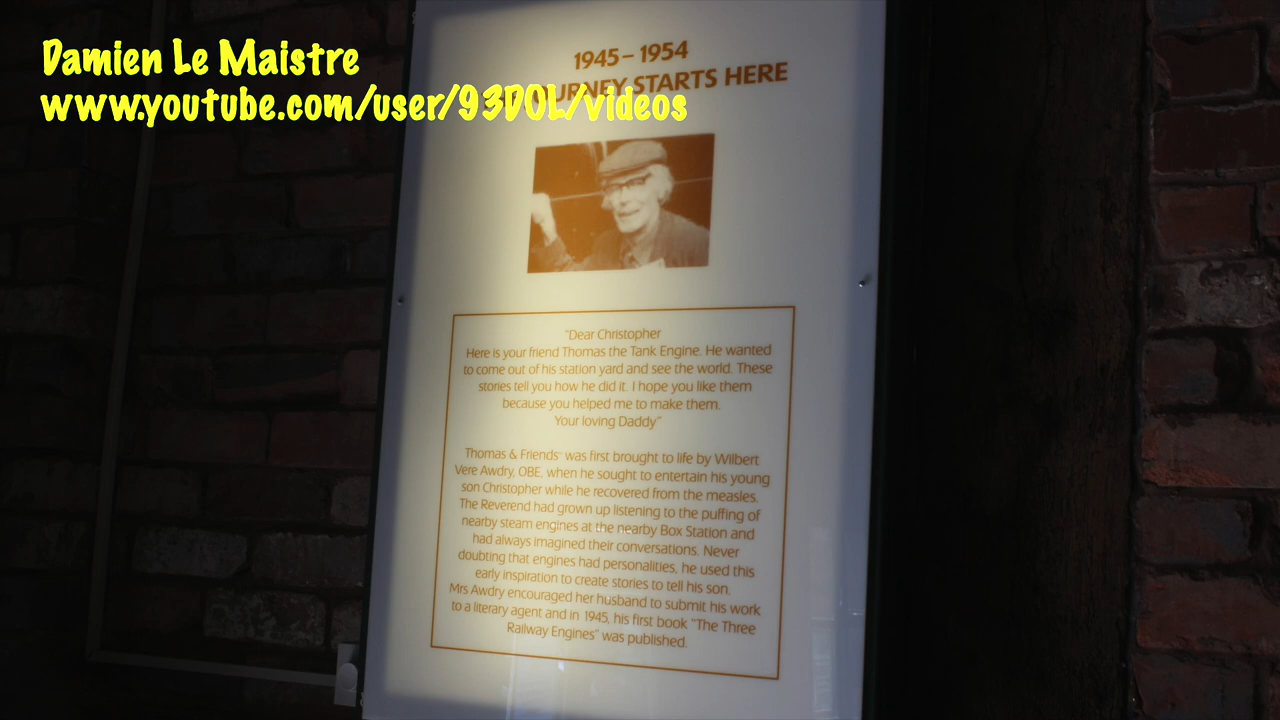 Damien Le Maistre
www.youtube.com/user/93DOL/videos
1945 – 1954
JOURNEY STARTS HERE
"Dear Christopher
Here is your friend Thomas the Tank Engine. He wanted
to come out of his station yard and see the world. These
stories tell you how he did it. I hope you like them
because you helped me to make them.
Your loving Daddy"
Thomas & Friends™ was first brought to life by Wilbert
Vere Awdry, OBE, when he sought to entertain his young
son Christopher while he recovered from the measles.
The Reverend had grown up listening to the puffing of
nearby steam engines at the nearby Box Station and
had always imagined their conversations. Never
doubting that engines had personalities, he used this
early inspiration to create stories to tell his son.
Mrs Awdry encouraged her husband to submit his work
to a literary agent and in 1945, his first book "The Three
Railway Engines" was published.